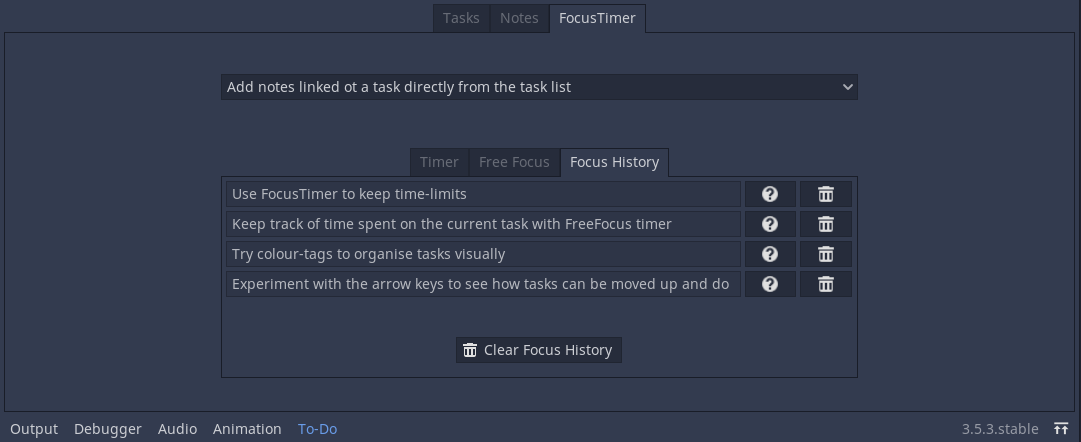 Tasks Notes FocusTimer
Add notes linked ot a task directly from the task list
Timer Free Focus Focus History
Use FocusTimer to keep time-limits
Keep track of time spent on the current task with FreeFocus timer
Try colour-tags to organise tasks visually
Experiment with the arrow keys to see how tasks can be moved up and do
Clear Focus History
Output Debugger Audio Animation To-Do 3.5.3.stable